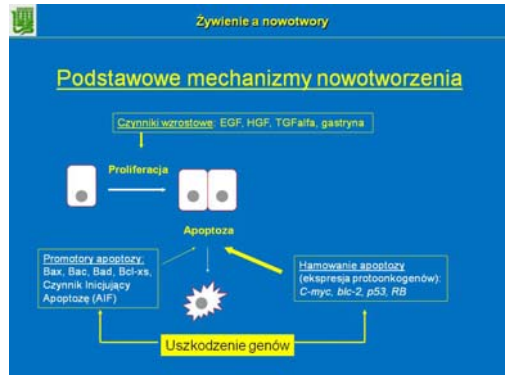 Żywienie a nowotwory
Podstawowe mechanizmy nowotworzenia
Czynniki wzrostowe: EGF, HGF, TGFalfa, gastryna
Proliferacja
Apoptoza
Promotory apoptozy:
Bax, Bac, Bad, Bcl-xs,
Czynnik Inicjujący
Apoptozę (AIF)
Hamowanie apoptozy
(ekspresja protoonkogenów):
C-myc, blc-2, p53, RB
Uszkodzenie genów